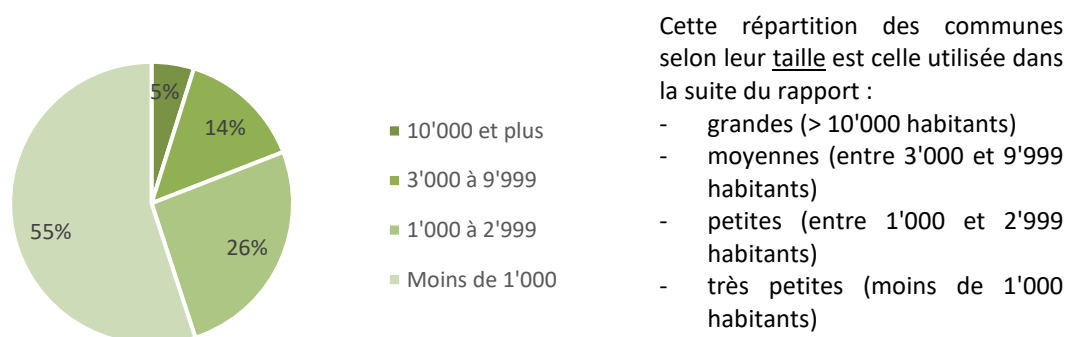 5%
14%
26%
55%
10'000 et plus
3'000 à 9'999
1'000 à 2'999
Moins de 1'000
Cette répartition des communes
selon leur taille est celle utilisée dans
la suite du rapport :
- grandes (> 10'000 habitants)
- moyennes (entre 3'000 et 9'999
habitants)
- petites (entre 1'000 et 2'999
habitants)
- très petites (moins de 1'000
habitants)